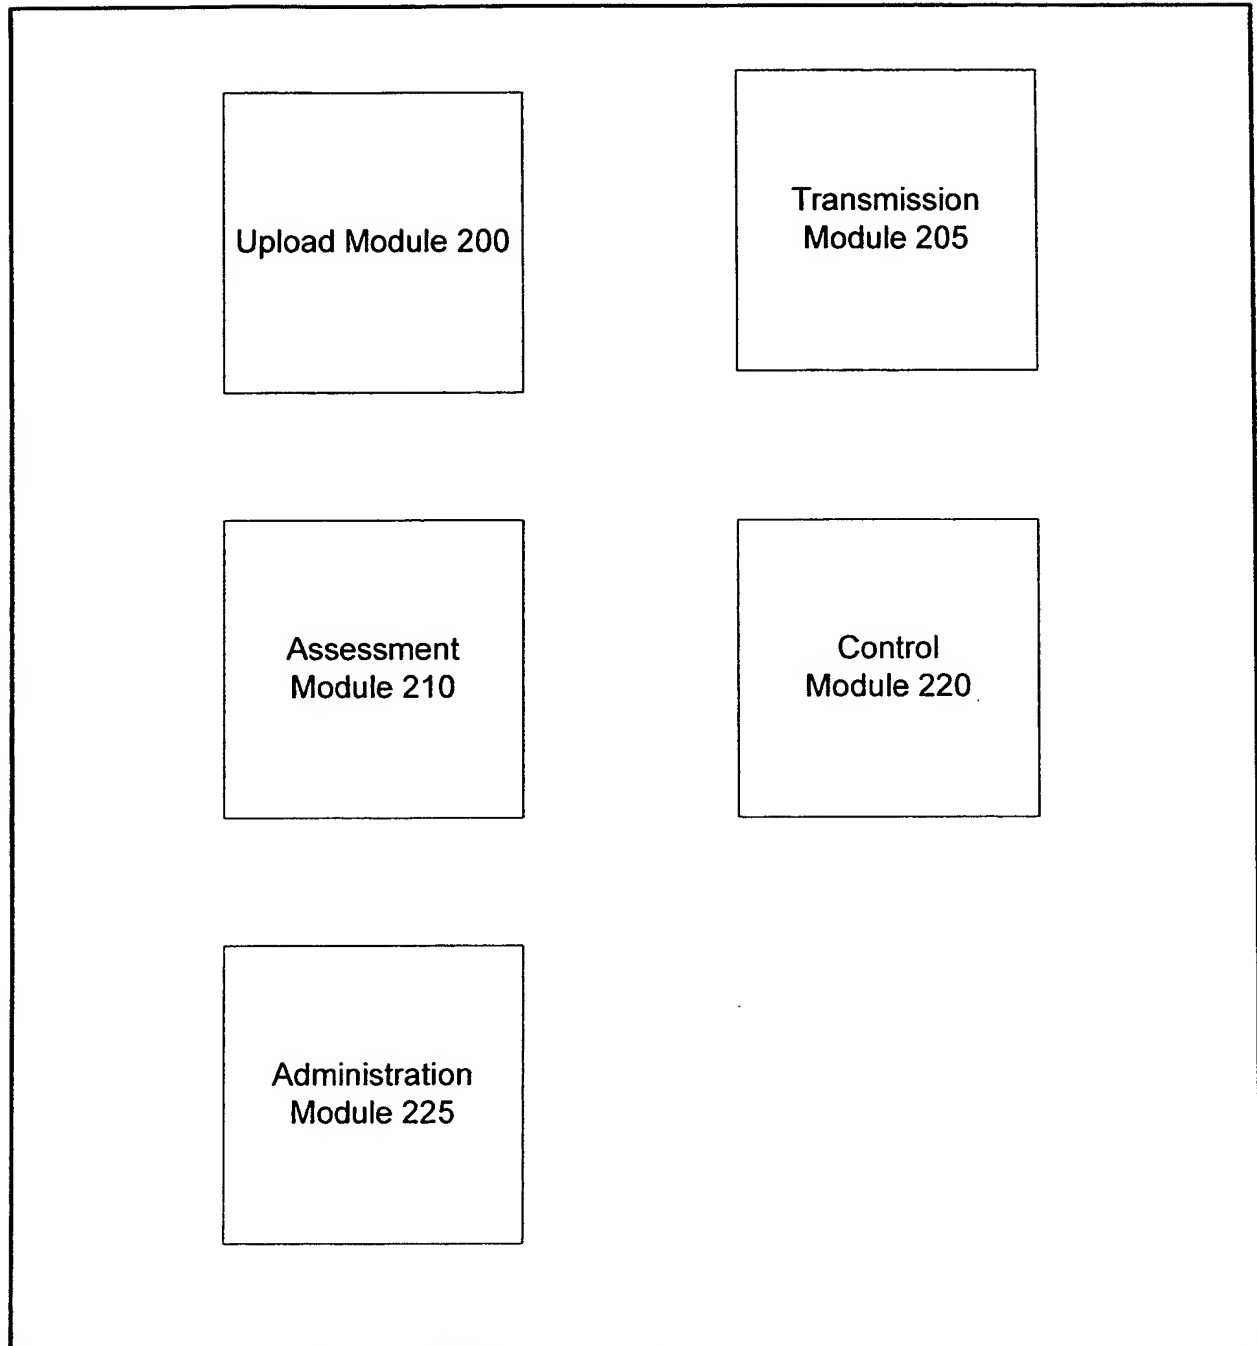 Upload Module 200
Transmission
Module 205
Assessment
Module 210
Control
Module 220
Administration
Module 225